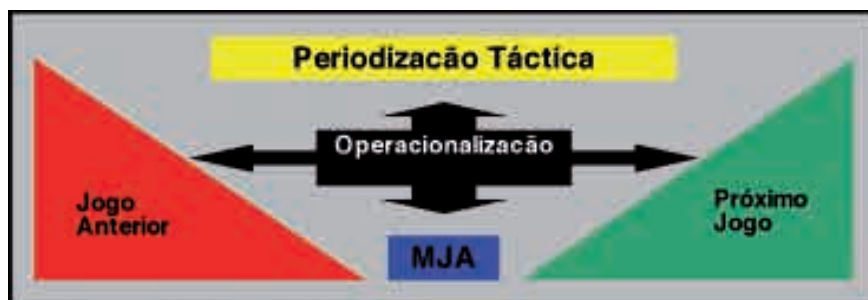 Periodizacão Táctica
Operacionalizacão
Jogo
Anterior
Próximo
Jogo
MJA